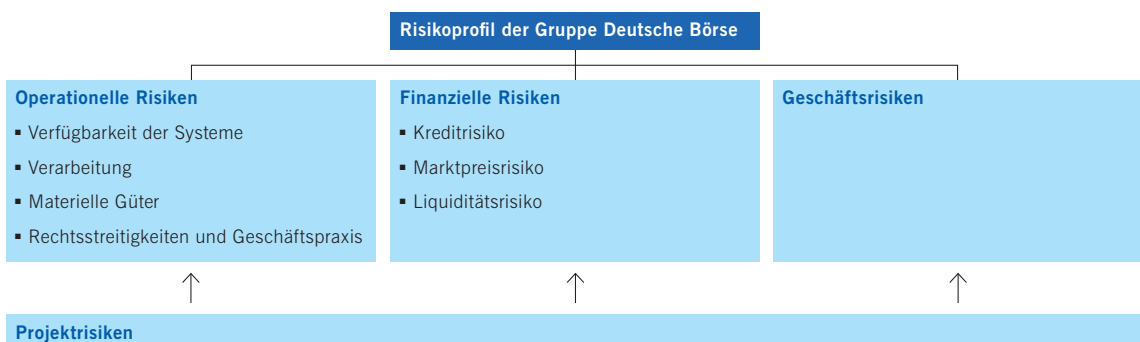 Risikoprofil der Gruppe Deutsche Börse
Operationelle Risiken
▪ Verfügbarkeit der Systeme
▪ Verarbeitung
▪ Materielle Güter
▪ Rechtsstreitigkeiten und Geschäftspraxis
Finanzielle Risiken
▪ Kreditrisiko
▪ Marktpreisrisiko
▪ Liquiditätsrisiko
Geschäftsrisiken
Projektrisiken